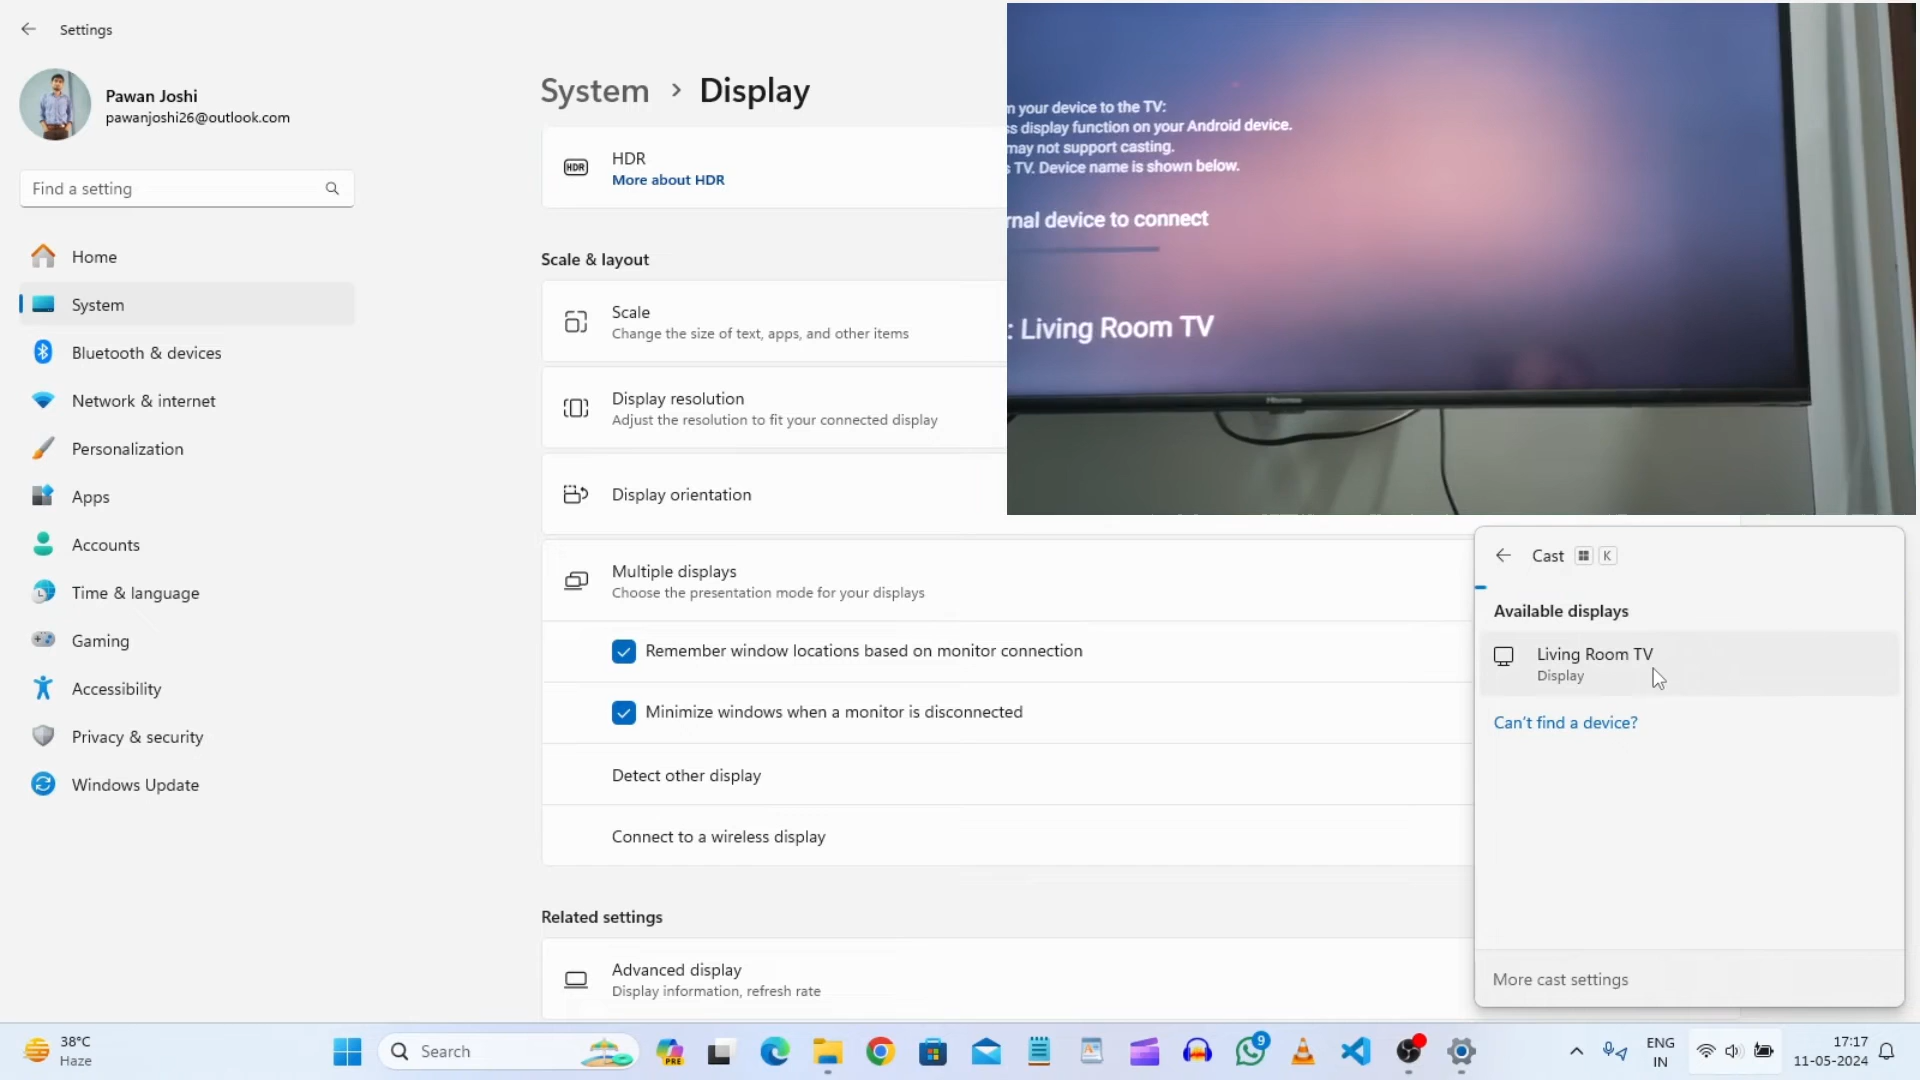 Settings
Pawan Joshi
pawanjoshi26@outlook.com
Find a setting
Home
System
Bluetooth & devices
Network & internet
Personalization
Apps
Accounts
Time & language
Gaming
Accessibility
Privacy & security
Windows Update
System > Display
HDR
HDR
More about HDR
Scale & layout
Scale
Change the size of text, apps, and other items
Display resolution
Adjust the resolution to fit your connected display
Display orientation
Multiple displays
Choose the presentation mode for your displays
Remember window locations based on monitor connection
Minimize windows when a monitor is disconnected
Detect other display
Connect to a wireless display
Related settings
Advanced display
Display information, refresh rate
your device to the TV:
display function on your Android device.
may not support casting.
TV. Device name is shown below.
device to connect
: Living Room TV
Hisense
Cast K
Available displays
Living Room TV
Display
Can't find a device?
More cast settings
38°C
Haze
Search
PRE
9
ENG
IN
17:17
11-05-2024